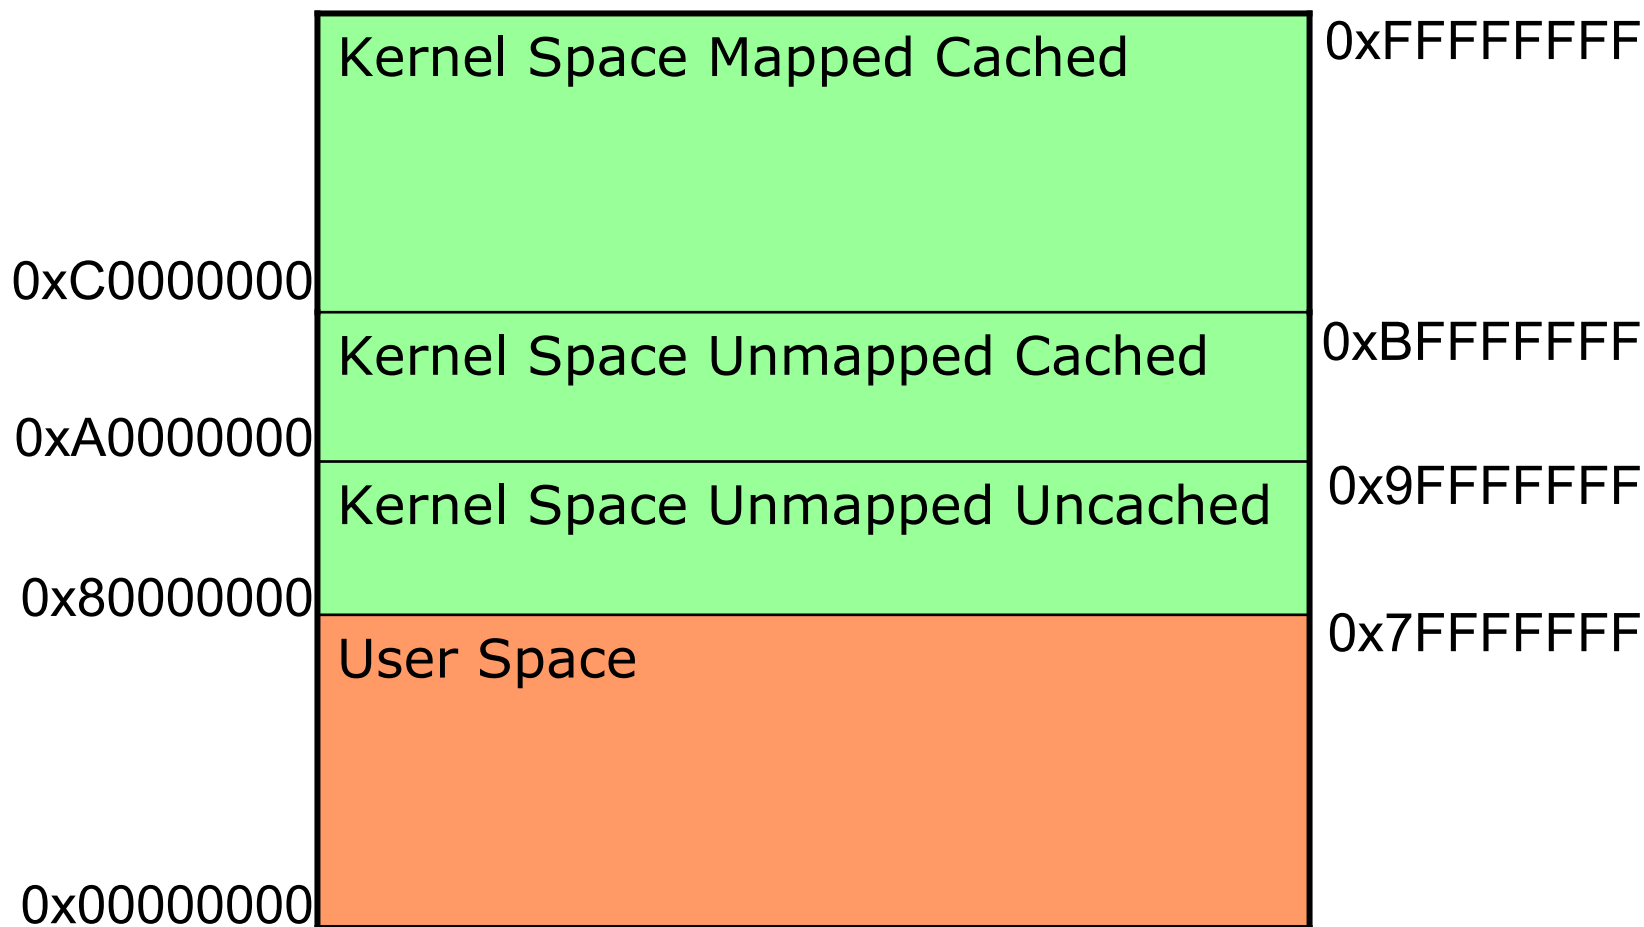 Kernel Space Mapped Cached
0xFFFFFFFF
0xC0000000
Kernel Space Unmapped Cached
0xBFFFFFFF
0xA0000000
Kernel Space Unmapped Uncached
0x9FFFFFFF
0x80000000
User Space
0x7FFFFFFF
0x00000000